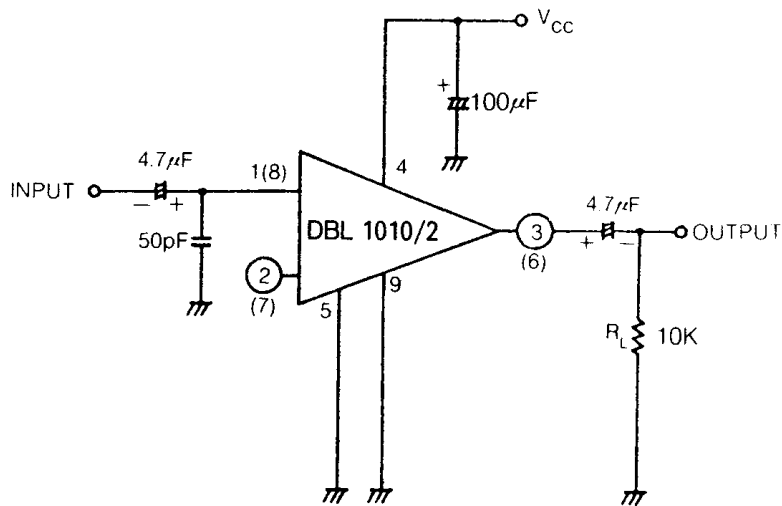 V_CC
+
100μF
4.7μF
1(8)
4
INPUT
− +
4.7μF
DBL 1010/2
3
OUTPUT
50pF
+ −
(6)
2
9
(7)
5
R_L 10K